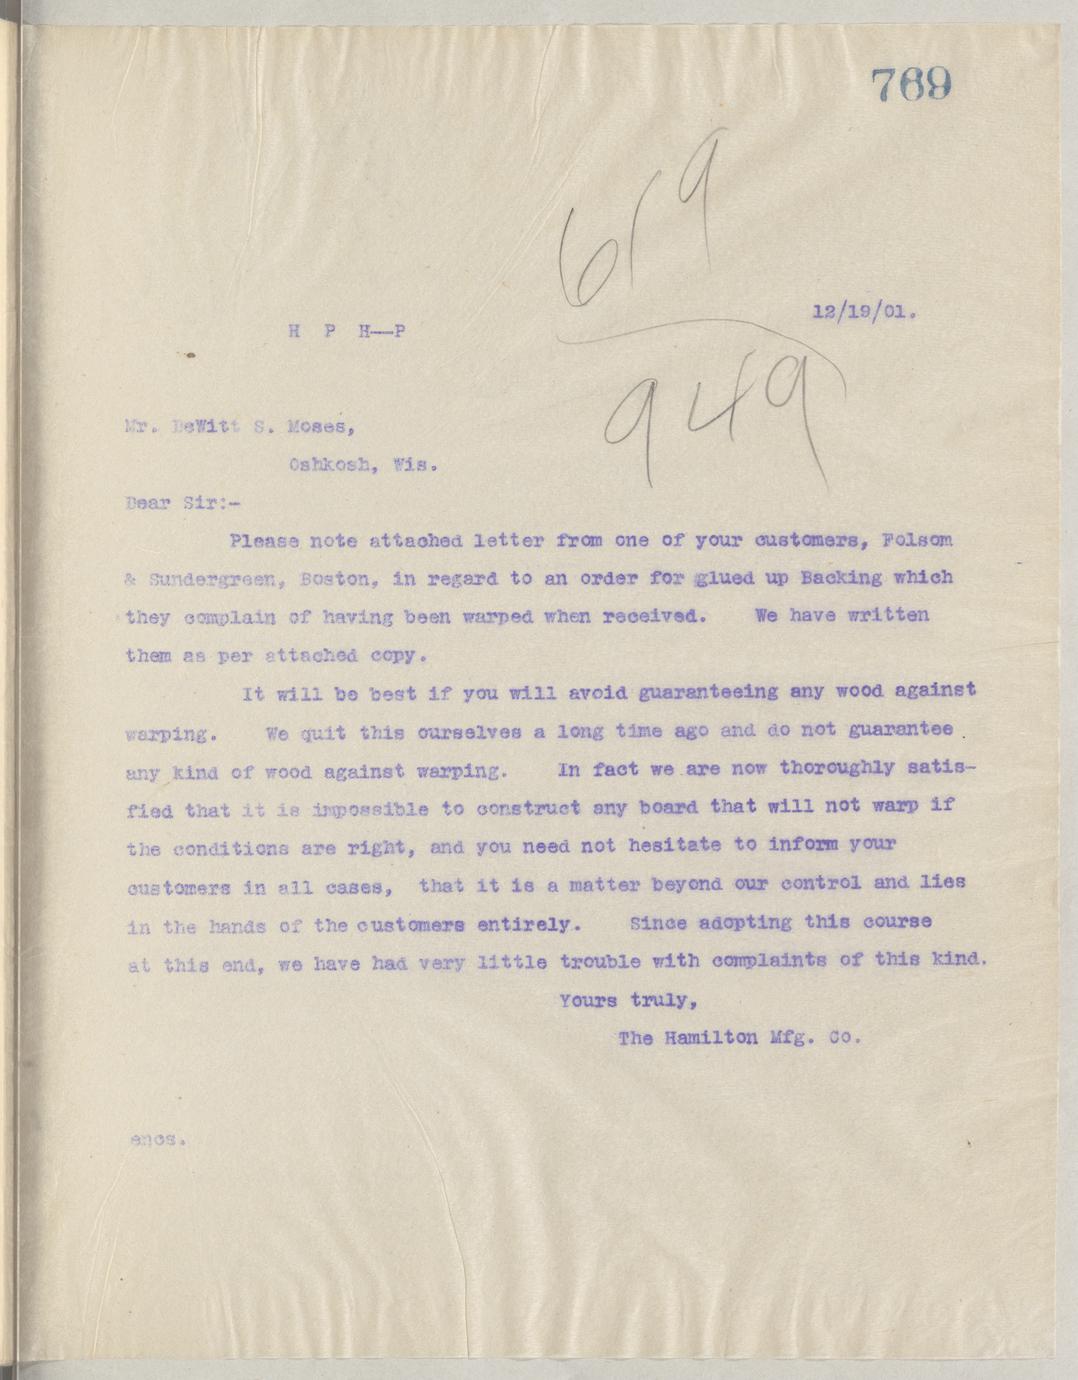 769
619
12/19/01.
H P H--P
949
Mr. DeWitt S. Moses,
Oshkosh, Wis.
Dear Sir:-
Please note attached letter from one of your customers, Folsom
& Sundergreen, Boston, in regard to an order for glued up Backing which
they complain of having been warped when received. We have written
them as per attached copy.
It will be best if you will avoid guaranteeing any wood against
warping. We quit this ourselves a long time ago and do not guarantee
any kind of wood against warping. In fact we are now thoroughly satis-
fied that it is impossible to construct any board that will not warp if
the conditions are right, and you need not hesitate to inform your
customers in all cases, that it is a matter beyond our control and lies
in the hands of the customers entirely. Since adopting this course
at this end, we have had very little trouble with complaints of this kind.
Yours truly,
The Hamilton Mfg. Co.
encs.